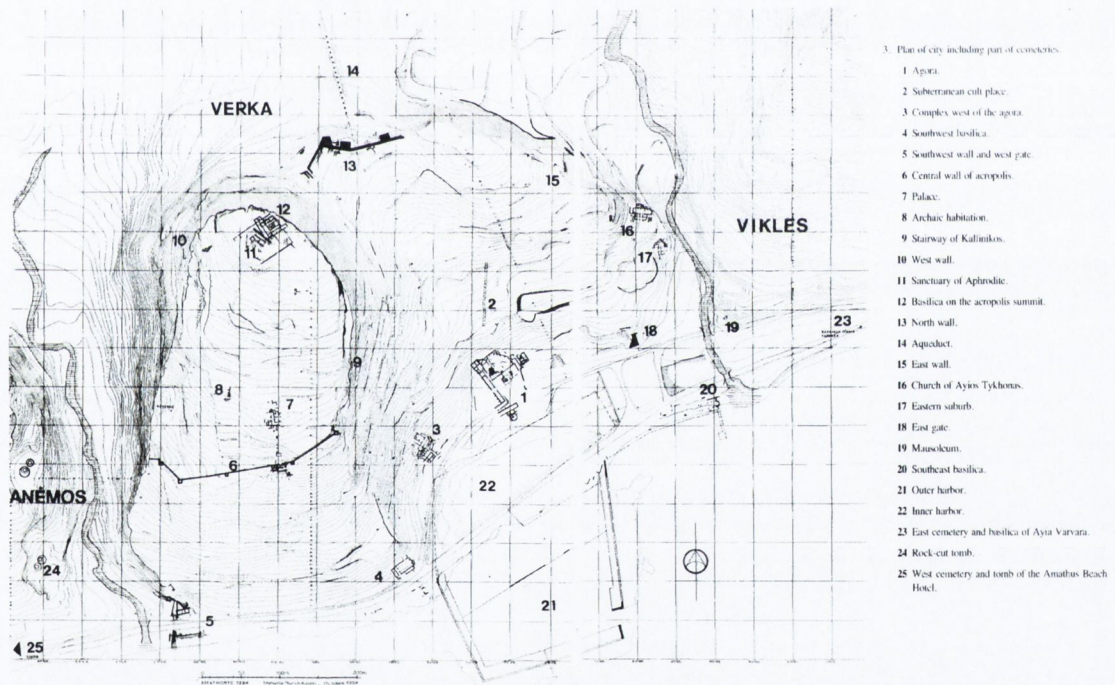 14
VERKA
13
15
12
10
11
16
VIKLES
17
2
18
19
23
9
1
8
7
20
3
6
22
ANEMOS
24
4
21
5
25
3. Plan of city including part of cemeteries.
1 Agora.
2 Subterranean cult place.
3 Complex west of the agora.
4 Southwest basilica.
5 Southwest wall and west gate.
6 Central wall of acropolis.
7 Palace.
8 Archaic habitation.
9 Stairway of Kallinikos.
10 West wall.
11 Sanctuary of Aphrodite.
12 Basilica on the acropolis summit.
13 North wall.
14 Aqueduct.
15 East wall.
16 Church of Ayios Tykhonas.
17 Eastern suburb.
18 East gate.
19 Mausoleum.
20 Southeast basilica.
21 Outer harbor.
22 Inner harbor.
23 East cemetery and basilica of Ayia Varvara.
24 Rock-cut tomb.
25 West cemetery and tomb of the Amathus Beach
Hotel.